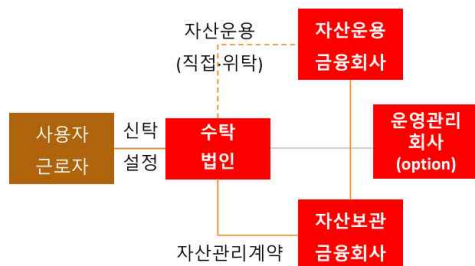 자산운용
(직접·위탁)
자산운용
금융회사
사용자
근로자
신탁
설정
수탁
법인
운영관리
회사
(option)
자산보관
금융회사
자산관리계약